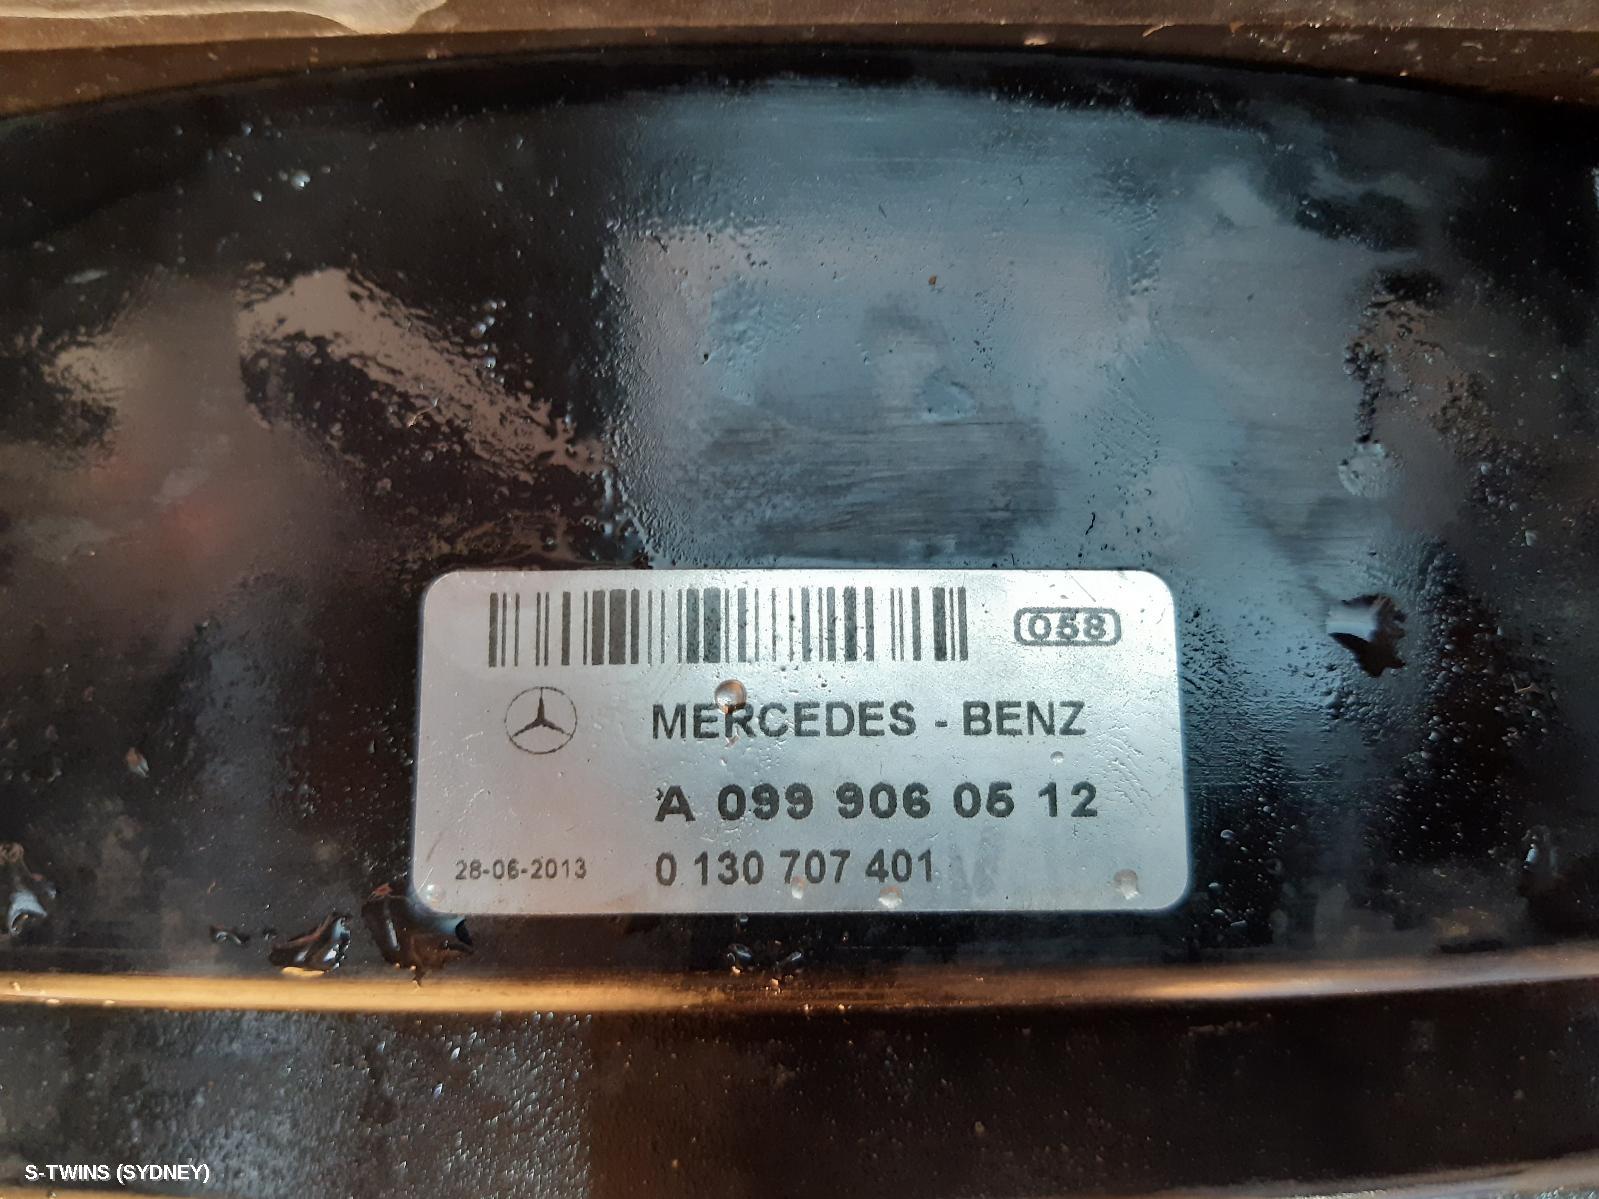 058
MERCEDES - BENZ
A 099 906 05 12
28-06-2013 0 130 707 401
S-TWINS (SYDNEY)